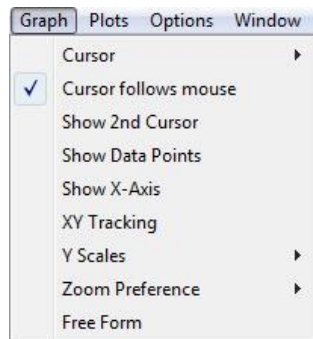 Graph Plots Options Window
Cursor
Cursor follows mouse
Show 2nd Cursor
Show Data Points
Show X-Axis
XY Tracking
Y Scales
Zoom Preference
Free Form